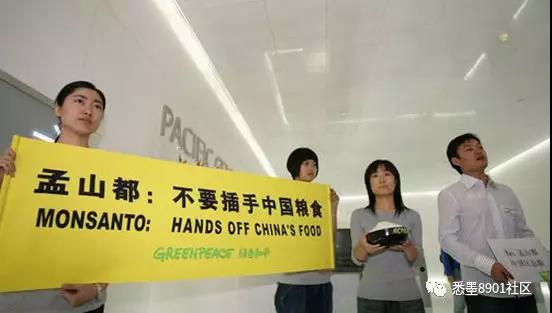 PACIFIC
孟山都：不要插手中国粮食
MONSANTO: HANDS OFF CHINA'S FOOD
GREENPEACE 绿色和平
悉墨8901社区